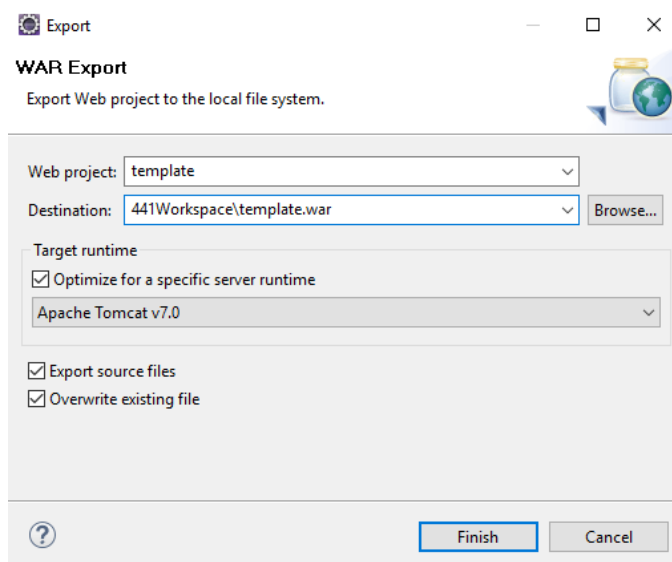 Export
WAR Export
Export Web project to the local file system.
Web project: template
Destination: 441Workspace\template.war Browse...
Target runtime
Optimize for a specific server runtime
Apache Tomcat v7.0
Export source files
Overwrite existing file
? Finish Cancel